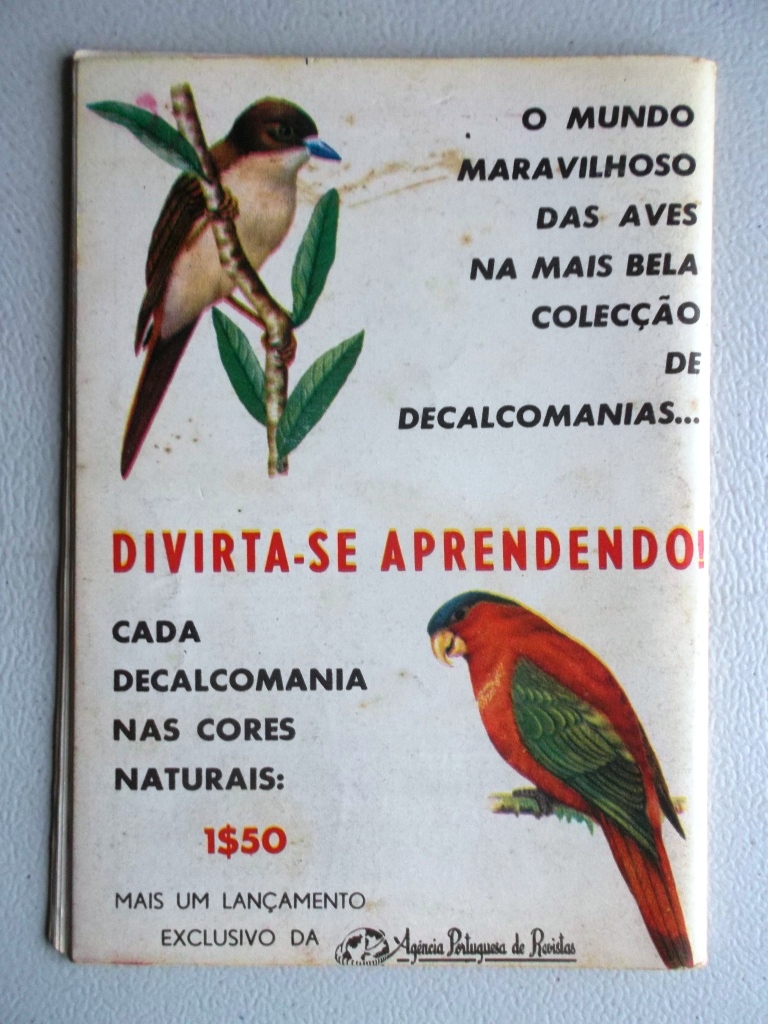 O MUNDO
MARAVILHOSO
DAS AVES
NA MAIS BELA
COLECÇÃO
DE
DECALCOMANIAS...
DIVIRTA-SE APRENDENDO!
CADA
DECALCOMANIA
NAS CORES
NATURAIS:
1$50
MAIS UM LANÇAMENTO
EXCLUSIVO DA Agência Portuguesa de Revistas